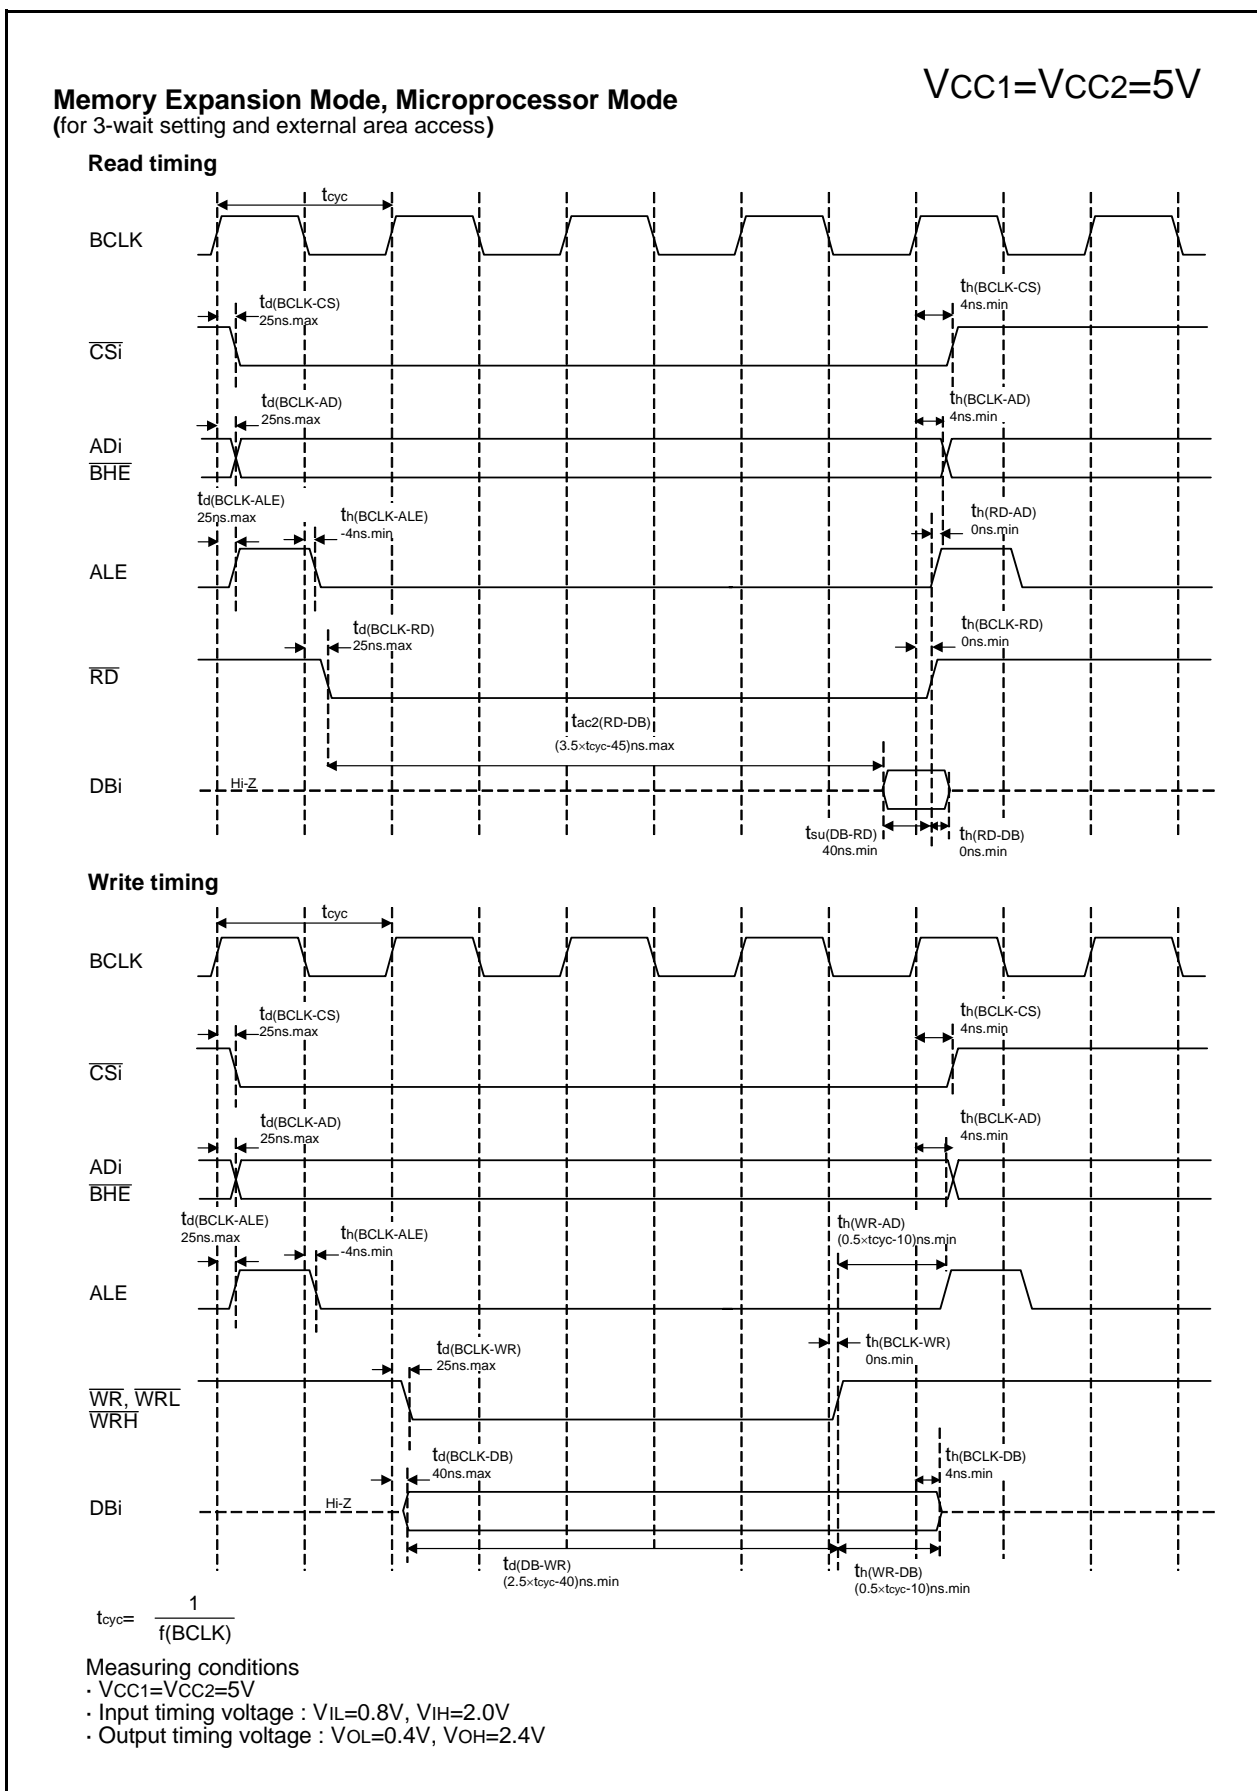 VCC1=VCC2=5V
Memory Expansion Mode, Microprocessor Mode
(for 3-wait setting and external area access)
Read timing
tcyc
BCLK
td(BCLK-CS)
25ns.max
th(BCLK-CS)
4ns.min
CSi
td(BCLK-AD)
25ns.max
th(BCLK-AD)
4ns.min
ADi
BHE
td(BCLK-ALE)
25ns.max
th(BCLK-ALE)
-4ns.min
th(RD-AD)
0ns.min
ALE
td(BCLK-RD)
25ns.max
th(BCLK-RD)
0ns.min
RD
tac2(RD-DB)
(3.5×tcyc-45)ns.max
DBi
Hi-Z
tsu(DB-RD)
40ns.min
th(RD-DB)
0ns.min
Write timing
tcyc
BCLK
td(BCLK-CS)
25ns.max
th(BCLK-CS)
4ns.min
CSi
td(BCLK-AD)
25ns.max
th(BCLK-AD)
4ns.min
ADi
BHE
td(BCLK-ALE)
25ns.max
th(BCLK-ALE)
-4ns.min
th(WR-AD)
(0.5×tcyc-10)ns.min
ALE
td(BCLK-WR)
25ns.max
th(BCLK-WR)
0ns.min
WR, WRL
WRH
td(BCLK-DB)
40ns.max
th(BCLK-DB)
4ns.min
DBi
Hi-Z
td(DB-WR)
(2.5×tcyc-40)ns.min
th(WR-DB)
(0.5×tcyc-10)ns.min
tcyc=
1
f(BCLK)
Measuring conditions
· VCC1=VCC2=5V
· Input timing voltage : VIL=0.8V, VIH=2.0V
· Output timing voltage : VOL=0.4V, VOH=2.4V